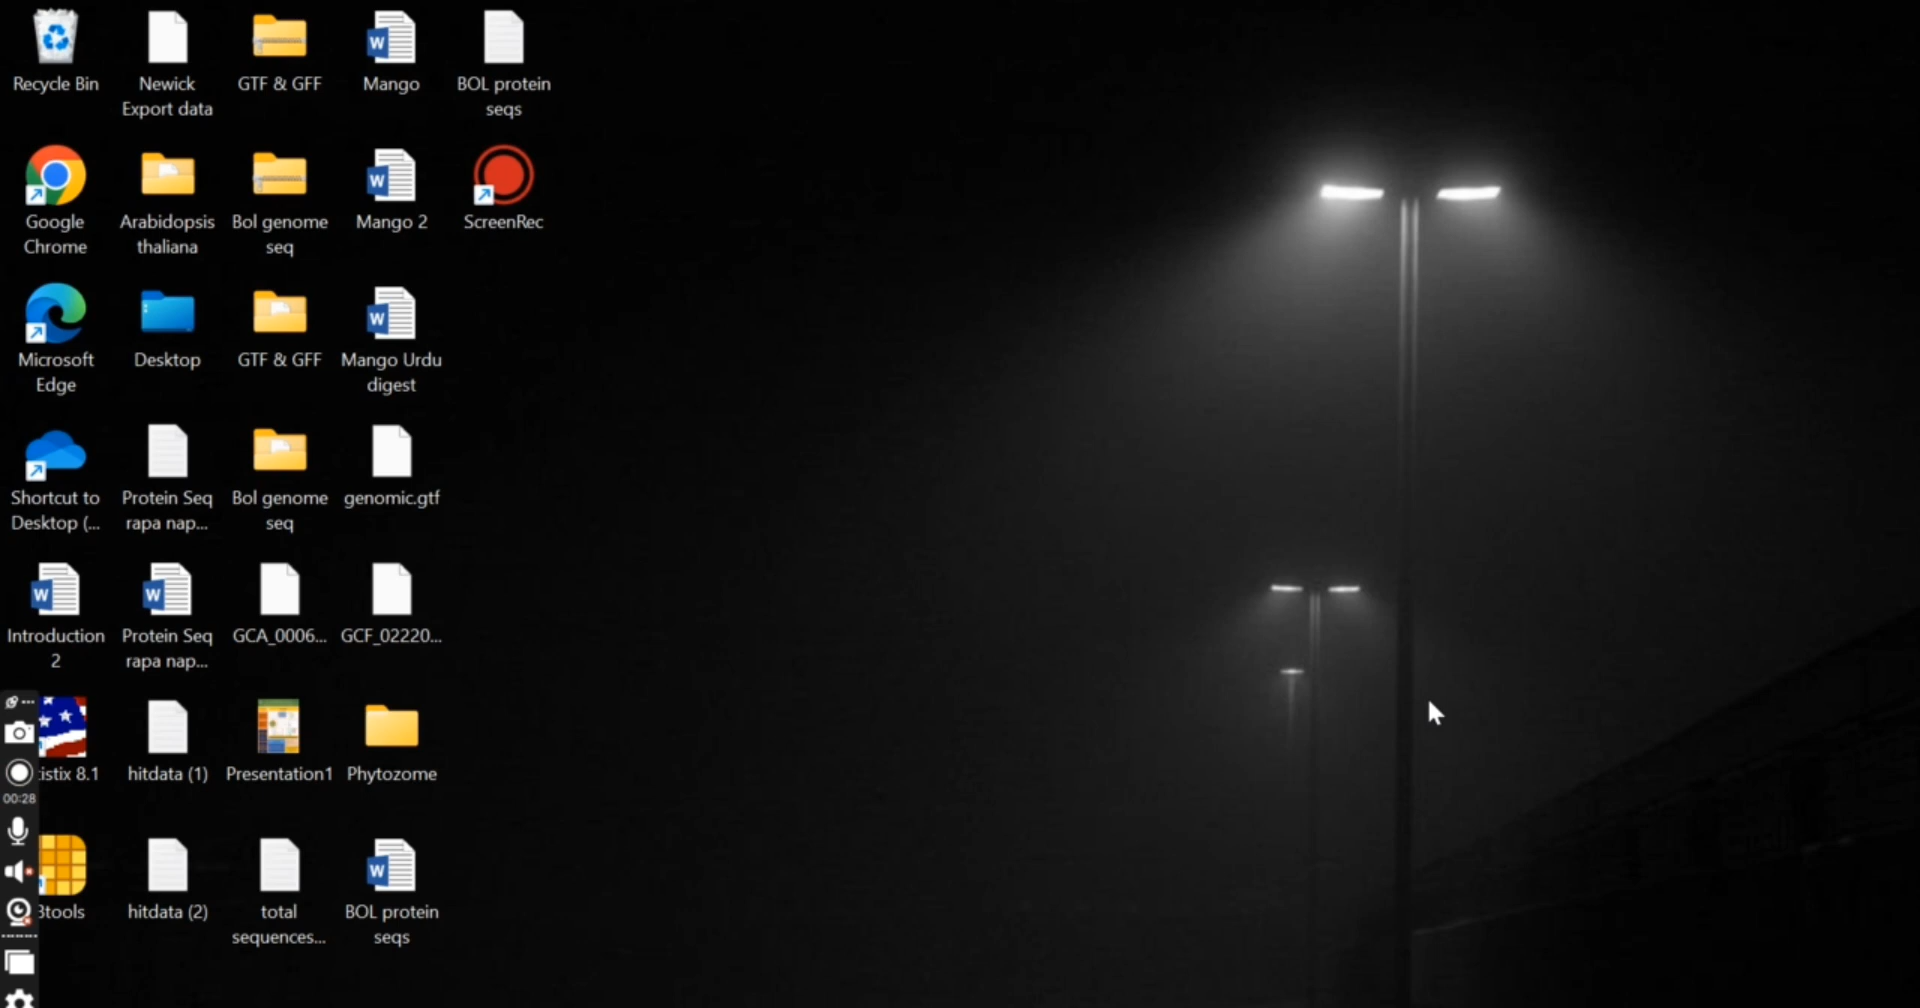 Recycle Bin
Newick
Export data
GTF & GFF
Mango
BOL protein
seqs
Google
Chrome
Arabidopsis
thaliana
Bol genome
seq
Mango 2
ScreenRec
Microsoft
Edge
Desktop
GTF & GFF
Mango Urdu
digest
Shortcut to
Desktop (...
Protein Seq
rapa nap...
Bol genome
seq
genomic.gtf
Introduction
2
Protein Seq
rapa nap...
GCA_0006...
GCF_02220...
istix 8.1
hitdata (1)
Presentation1
Phytozome
00:28
tools
hitdata (2)
total
sequences...
BOL protein
seqs